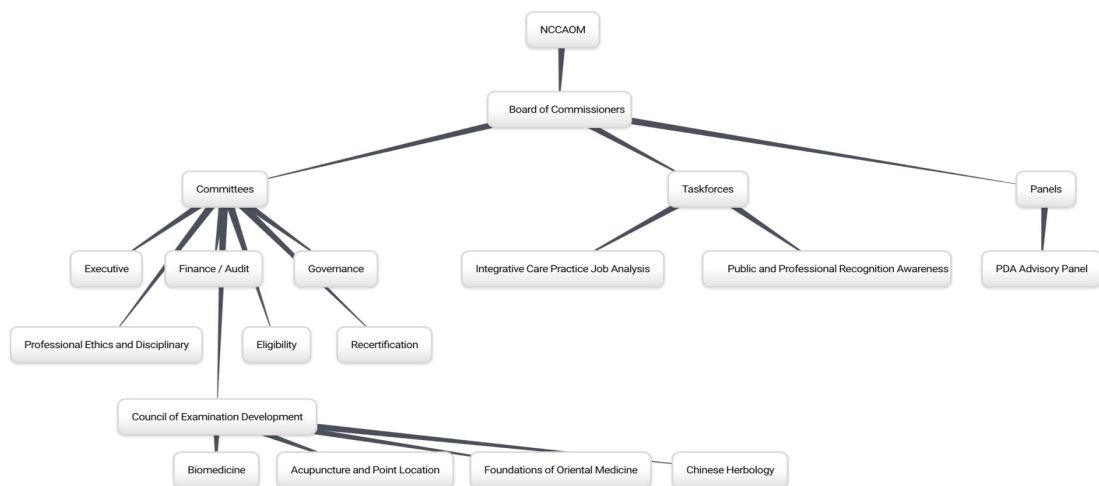 NCCAOM
Board of Commissioners
Committees
Taskforces
Panels
Executive
Finance / Audit
Governance
Integrative Care Practice Job Analysis
Public and Professional Recognition Awareness
PDA Advisory Panel
Professional Ethics and Disciplinary
Eligibility
Recertification
Council of Examination Development
Biomedicine
Acupuncture and Point Location
Foundations of Oriental Medicine
Chinese Herbology